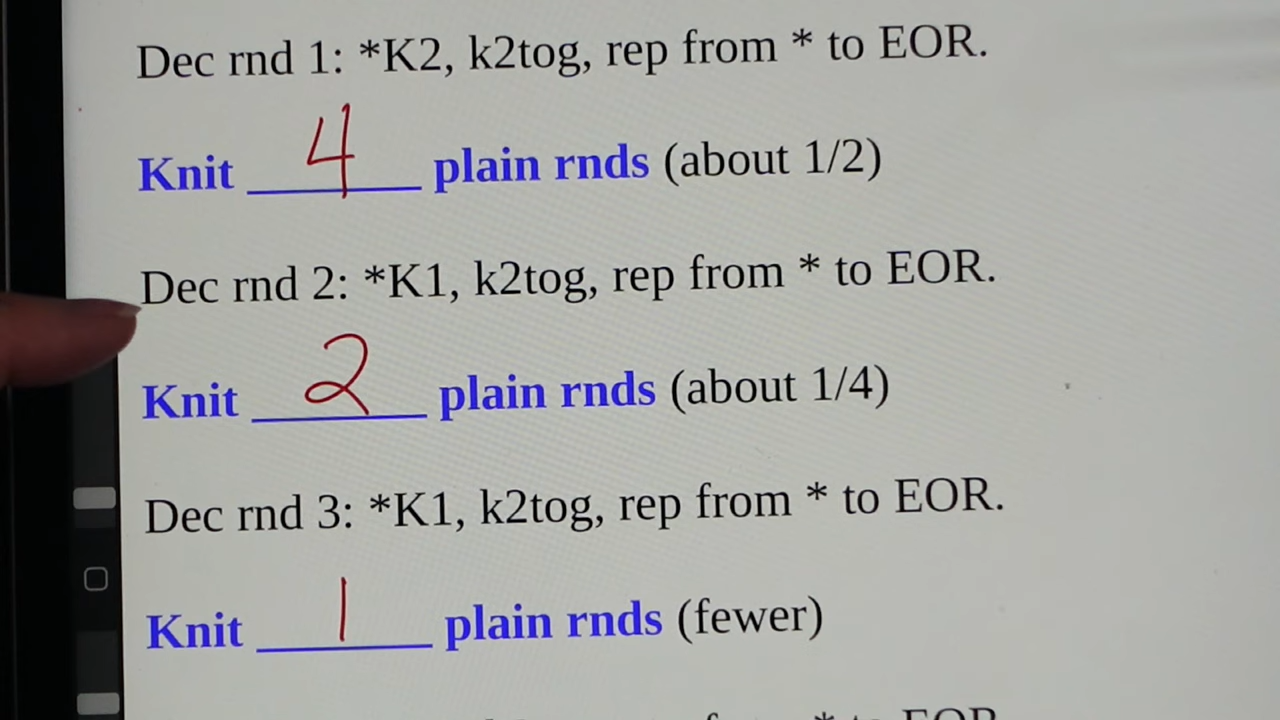 Dec rnd 1: *K2, k2tog, rep from * to EOR.
Knit 4 plain rnds (about 1/2)
Dec rnd 2: *K1, k2tog, rep from * to EOR.
Knit 2 plain rnds (about 1/4)
Dec rnd 3: *K1, k2tog, rep from * to EOR.
Knit 1 plain rnds (fewer)